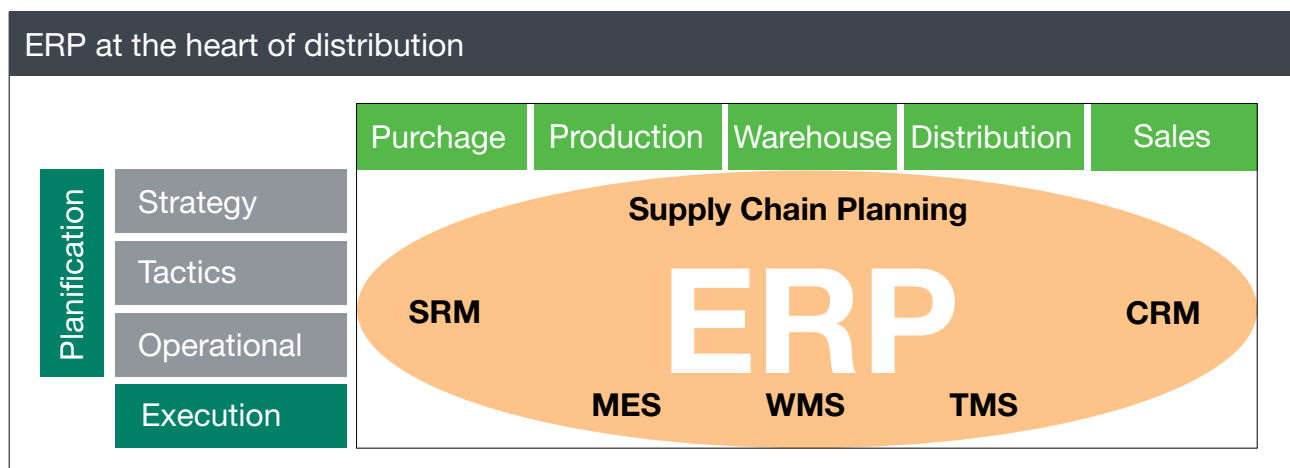 ERP at the heart of distribution
Purchage Production Warehouse Distribution Sales
Planification
Strategy
Supply Chain Planning
Tactics
ERP
SRM
CRM
Operational
MES WMS TMS
Execution